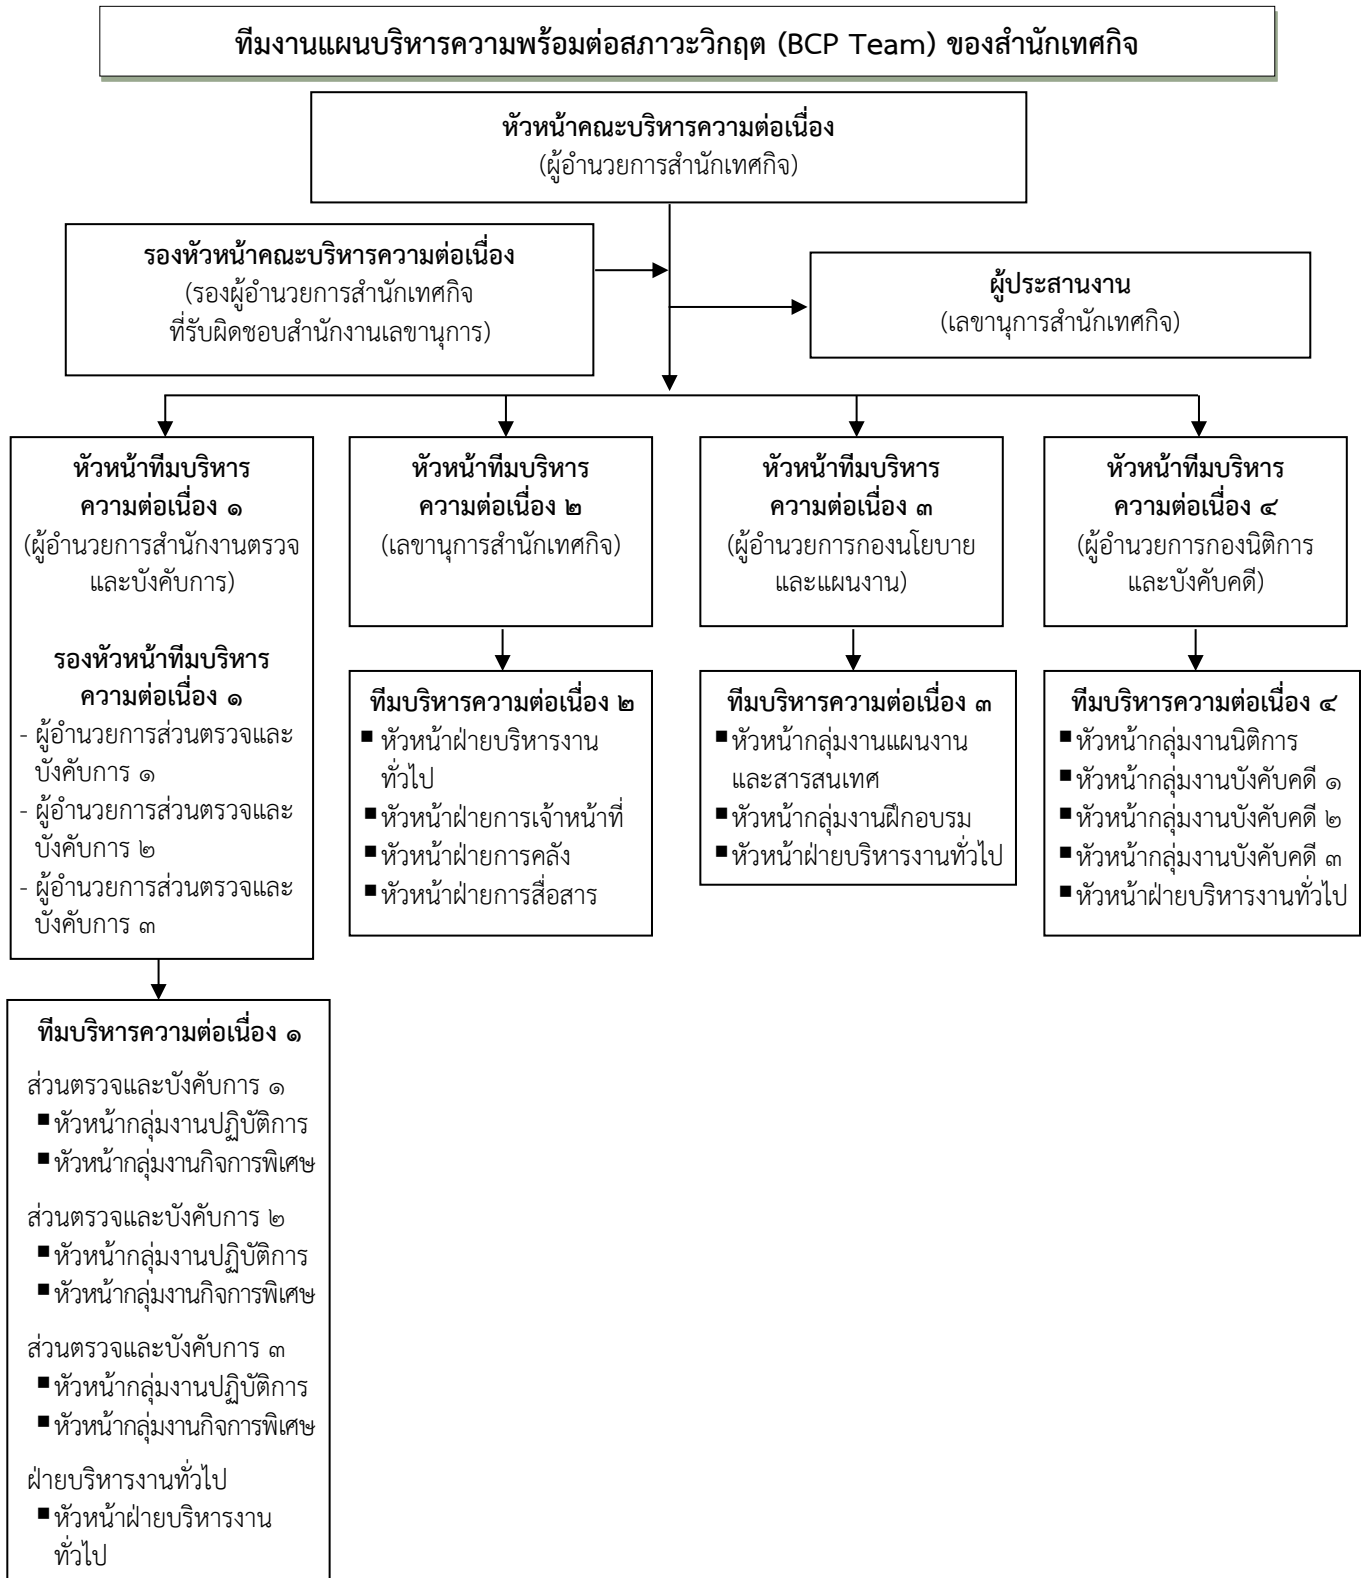 ทีมงานแผนบริหารความพร้อมต่อสภาวะวิกฤต (BCP Team) ของสำนักเทศกิจ
หัวหน้าคณะบริหารความต่อเนื่อง
(ผู้อำนวยการสำนักเทศกิจ)
รองหัวหน้าคณะบริหารความต่อเนื่อง
(รองผู้อำนวยการสำนักเทศกิจ
ที่รับผิดชอบสำนักงานเลขานุการ)
ผู้ประสานงาน
(เลขานุการสำนักเทศกิจ)
หัวหน้าทีมบริหาร
ความต่อเนื่อง ๑
(ผู้อำนวยการสำนักงานตรวจ
และบังคับการ)
รองหัวหน้าทีมบริหาร
ความต่อเนื่อง ๑
- ผู้อำนวยการส่วนตรวจและ
บังคับการ ๑
- ผู้อำนวยการส่วนตรวจและ
บังคับการ ๒
- ผู้อำนวยการส่วนตรวจและ
บังคับการ ๓
หัวหน้าทีมบริหาร
ความต่อเนื่อง ๒
(เลขานุการสำนักเทศกิจ)
หัวหน้าทีมบริหาร
ความต่อเนื่อง ๓
(ผู้อำนวยการกองนโยบาย
และแผนงาน)
หัวหน้าทีมบริหาร
ความต่อเนื่อง ๔
(ผู้อำนวยการกองนิติการ
และบังคับคดี)
ทีมบริหารความต่อเนื่อง ๒
▪ หัวหน้าฝ่ายบริหารงาน
ทั่วไป
▪ หัวหน้าฝ่ายการเจ้าหน้าที่
▪ หัวหน้าฝ่ายการคลัง
▪ หัวหน้าฝ่ายการสื่อสาร
ทีมบริหารความต่อเนื่อง ๓
▪ หัวหน้ากลุ่มงานแผนงาน
และสารสนเทศ
▪ หัวหน้ากลุ่มงานฝึกอบรม
▪ หัวหน้าฝ่ายบริหารงานทั่วไป
ทีมบริหารความต่อเนื่อง ๔
▪ หัวหน้ากลุ่มงานนิติการ
▪ หัวหน้ากลุ่มงานบังคับคดี ๑
▪ หัวหน้ากลุ่มงานบังคับคดี ๒
▪ หัวหน้ากลุ่มงานบังคับคดี ๓
▪ หัวหน้าฝ่ายบริหารงานทั่วไป
ทีมบริหารความต่อเนื่อง ๑
ส่วนตรวจและบังคับการ ๑
▪ หัวหน้ากลุ่มงานปฏิบัติการ
▪ หัวหน้ากลุ่มงานกิจการพิเศษ
ส่วนตรวจและบังคับการ ๒
▪ หัวหน้ากลุ่มงานปฏิบัติการ
▪ หัวหน้ากลุ่มงานกิจการพิเศษ
ส่วนตรวจและบังคับการ ๓
▪ หัวหน้ากลุ่มงานปฏิบัติการ
▪ หัวหน้ากลุ่มงานกิจการพิเศษ
ฝ่ายบริหารงานทั่วไป
▪ หัวหน้าฝ่ายบริหารงาน
ทั่วไป